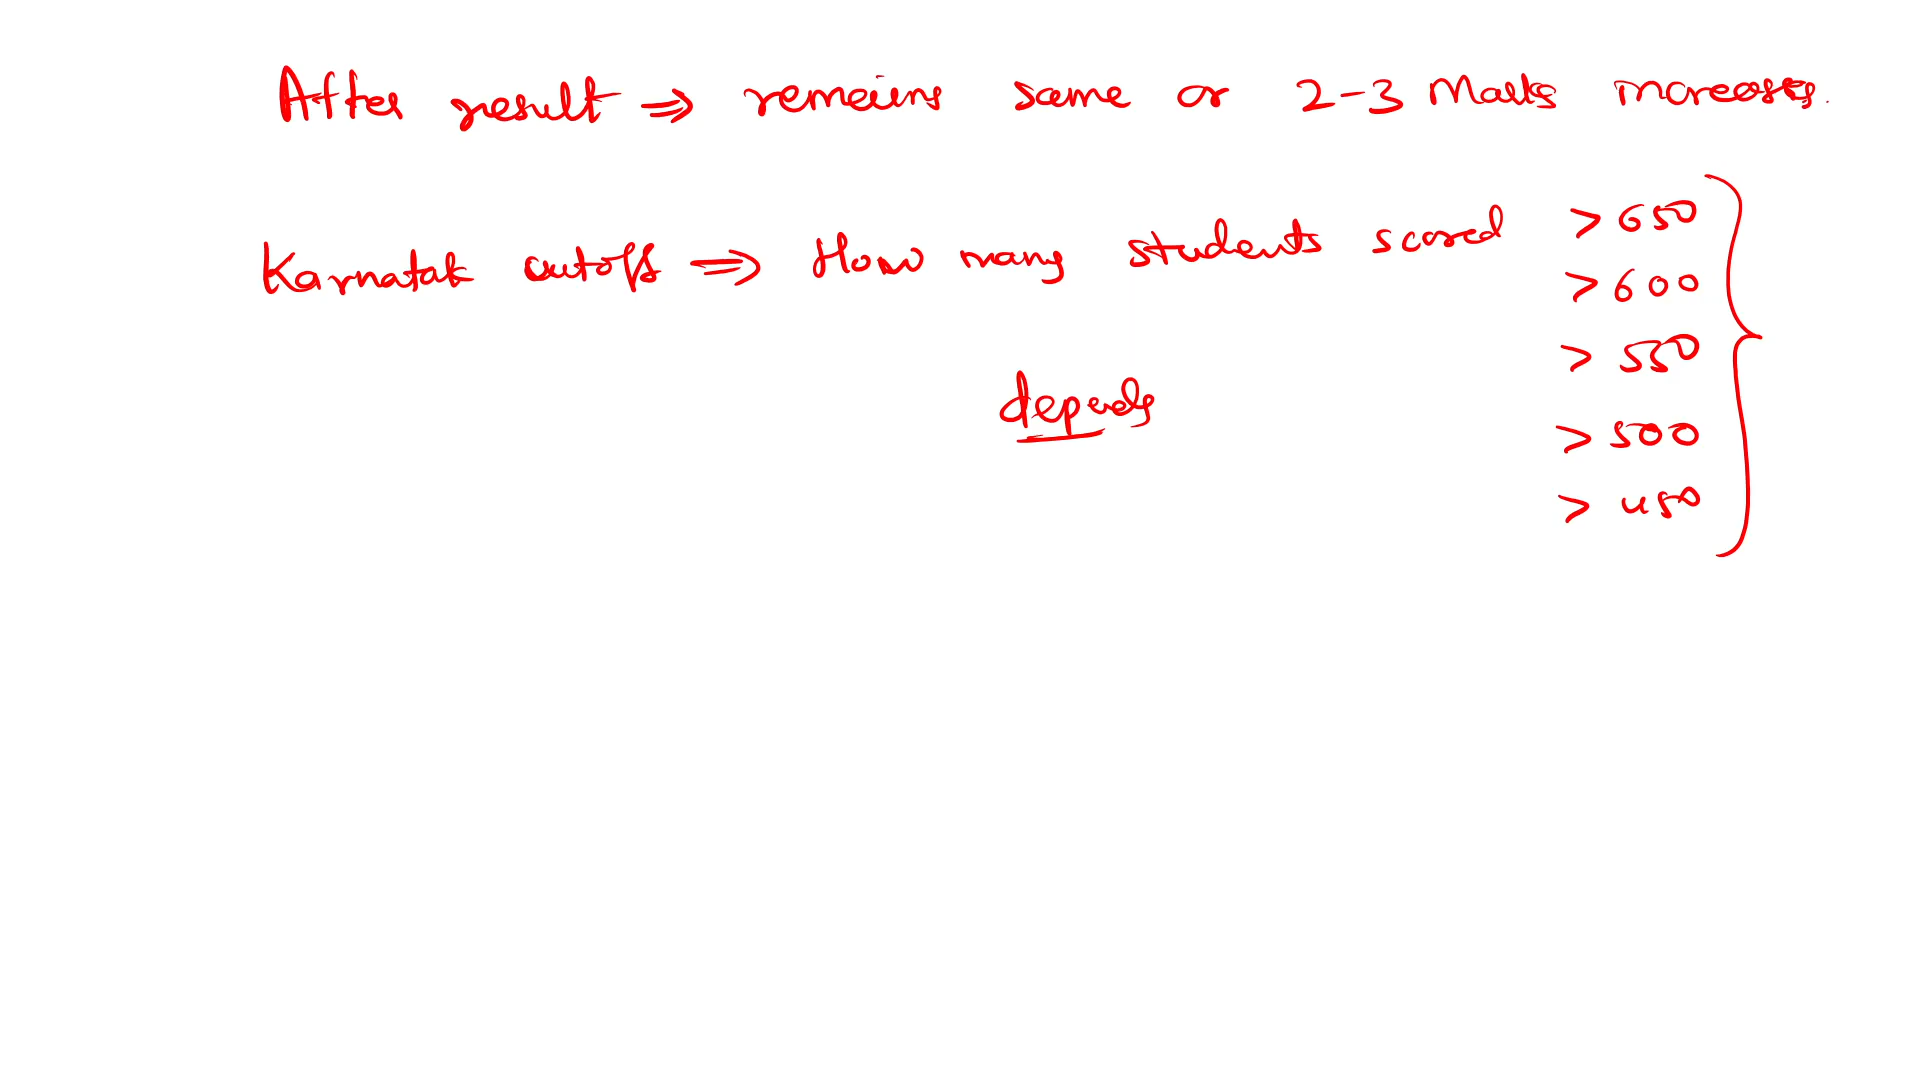 After result ⇒ remains same or 2-3 Marks increases.
Karnatak cutoff ⇒ How many students scored > 650
> 600
> 550
depends
> 500
> 450